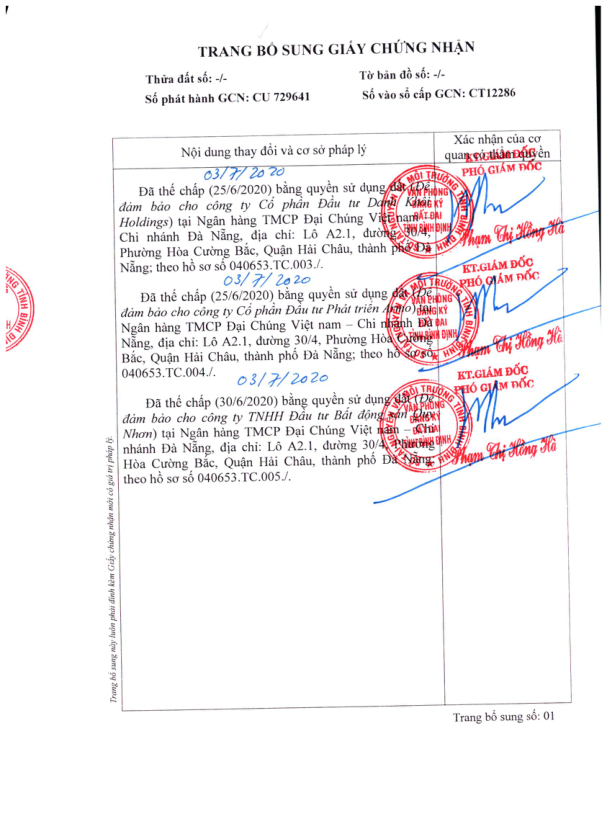 TRANG BỔ SUNG GIẤY CHỨNG NHẬN
Thửa đất số: -/-
Tờ bản đồ số: -/-
Số phát hành GCN: CU 729641
Số vào sổ cấp GCN: CT12286
Nội dung thay đổi và cơ sở pháp lý
Xác nhận của cơ
quan có thẩm quyền
03/7/2020
Đã thế chấp (25/6/2020) bằng quyền sử dụng đất (Để
đảm bảo cho công ty Cổ phần Đầu tư Danh Khôi
Holdings) tại Ngân hàng TMCP Đại Chúng Việt nam –
Chi nhánh Đà Nẵng, địa chỉ: Lô A2.1, đường 30/4,
Phường Hòa Cường Bắc, Quận Hải Châu, thành phố Đà
Nẵng; theo hồ sơ số 040653.TC.003./.
KT.GIÁM ĐỐC
PHÓ GIÁM ĐỐC
VĂN PHÒNG
ĐĂNG KÝ
ĐẤT ĐAI
TỈNH BÌNH ĐỊNH
Phạm Thị Hồng Hà
03/7/2020
Đã thế chấp (25/6/2020) bằng quyền sử dụng đất (Để
đảm bảo cho công ty Cổ phần Đầu tư Phát triển) tại
Ngân hàng TMCP Đại Chúng Việt nam – Chi nhánh Đà
Nẵng, địa chỉ: Lô A2.1, đường 30/4, Phường Hòa Cường
Bắc, Quận Hải Châu, thành phố Đà Nẵng; theo hồ sơ số
040653.TC.004./.
KT.GIÁM ĐỐC
PHÓ GIÁM ĐỐC
VĂN PHÒNG
ĐĂNG KÝ
ĐẤT ĐAI
TỈNH BÌNH ĐỊNH
Phạm Thị Hồng Hà
03/7/2020
Đã thế chấp (30/6/2020) bằng quyền sử dụng đất (Để
đảm bảo cho công ty TNHH Đầu tư Bất động sản Quy
Nhơn) tại Ngân hàng TMCP Đại Chúng Việt nam – Chi
nhánh Đà Nẵng, địa chỉ: Lô A2.1, đường 30/4, Phường
Hòa Cường Bắc, Quận Hải Châu, thành phố Đà Nẵng;
theo hồ sơ số 040653.TC.005./.
KT.GIÁM ĐỐC
PHÓ GIÁM ĐỐC
VĂN PHÒNG
ĐĂNG KÝ
ĐẤT ĐAI
TỈNH BÌNH ĐỊNH
Phạm Thị Hồng Hà
Trang bổ sung này luôn phải đính kèm Giấy chứng nhận mới có giá trị pháp lý.
Trang bổ sung số: 01